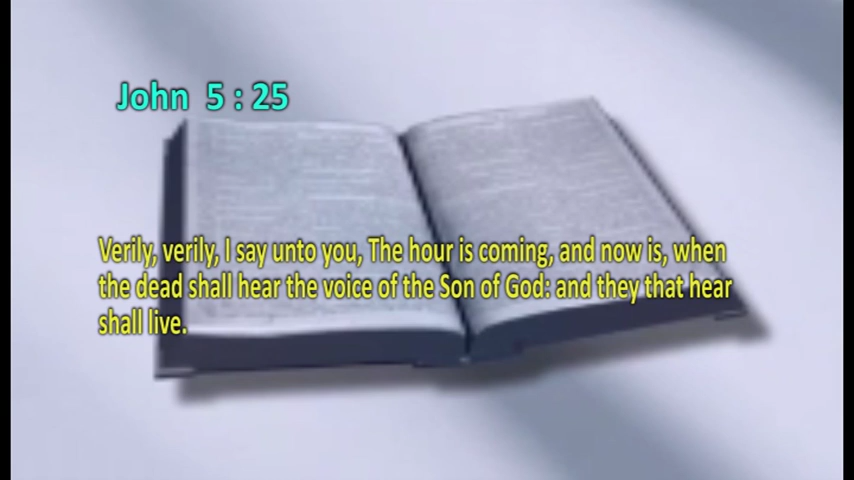 John 5 : 25
Verily, verily, I say unto you, The hour is coming, and now is, when
the dead shall hear the voice of the Son of God: and they that hear
shall live.